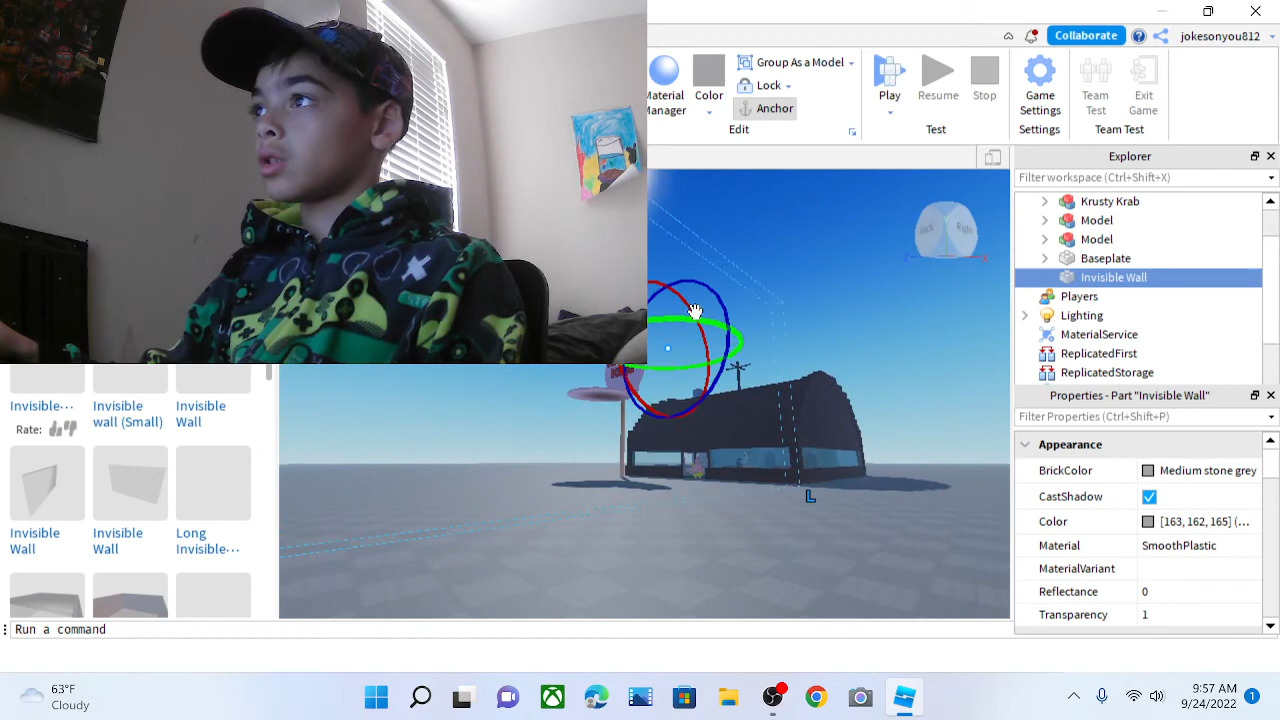 Collaborate
jokesonyou812
Material
Manager
Color
Group As a Model
Lock
Anchor
Edit
Play
Resume
Stop
Test
Game
Settings
Settings
Team
Test
Exit
Game
Team Test
Explorer
Filter workspace (Ctrl+Shift+X)
Krusty Krab
Model
Model
Baseplate
Invisible Wall
Players
Lighting
MaterialService
ReplicatedFirst
ReplicatedStorage
Properties - Part "Invisible Wall"
Filter Properties (Ctrl+Shift+P)
Appearance
BrickColor Medium stone grey
CastShadow
Color [163, 162, 165] (...
Material SmoothPlastic
MaterialVariant
Reflectance 0
Transparency 1
Back
Right
Z
X
L
Invisible···
Rate:
Invisible
wall (Small)
Invisible
Wall
Invisible
Wall
Invisible
Wall
Long
Invisible···
Run a command
63°F
Cloudy
9:57 AM
9/24/2022
1